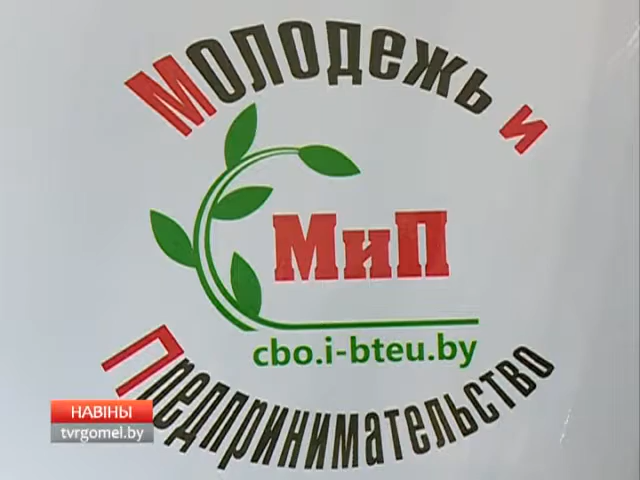 Молодежь и
МиП
cbo.i-bteu.by
Предпринимательство
НАВІНЫ
tvrgomel.by